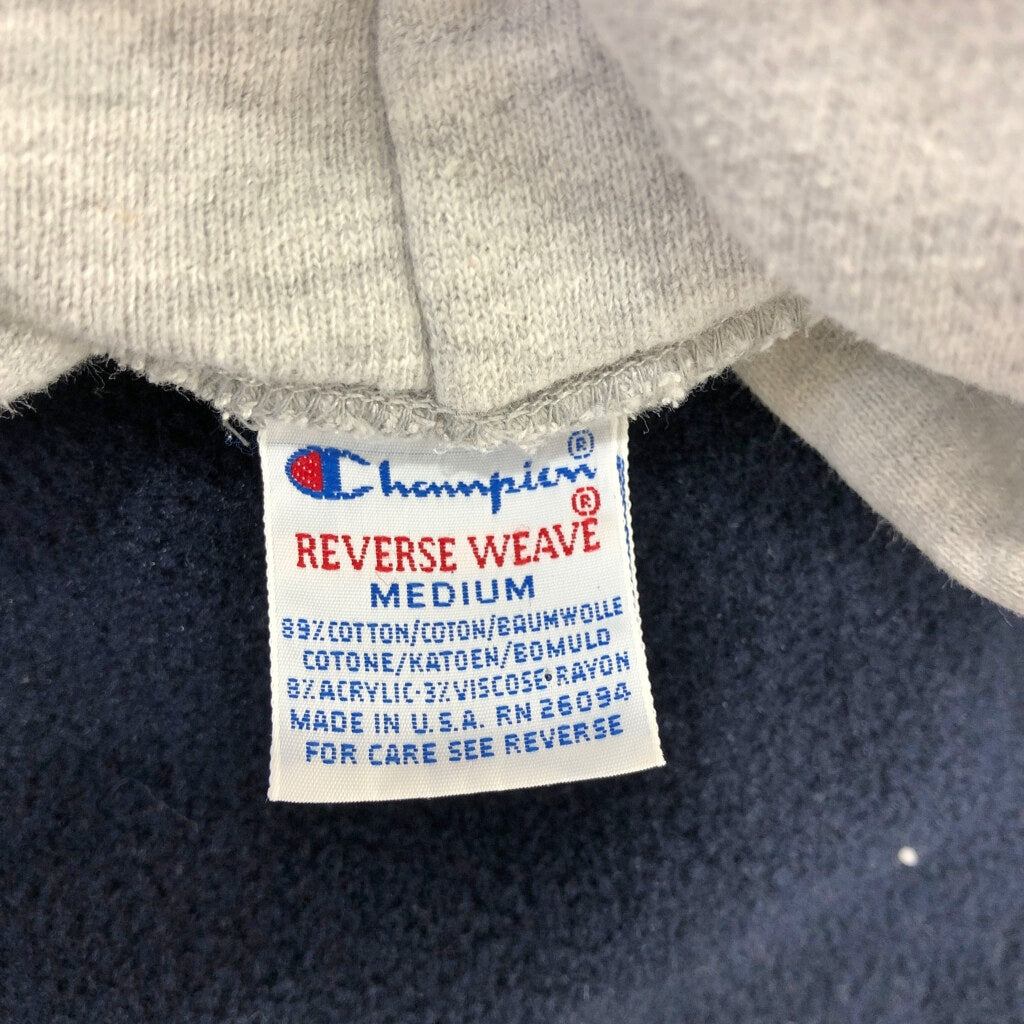 Champion®
REVERSE WEAVE®
MEDIUM
89% COTTON/COTON/BAUMWOLLE
COTONE/KATOEN/BOMULD
8% ACRYLIC·3% VISCOSE·RAYON
MADE IN U.S.A. RN 26094
FOR CARE SEE REVERSE